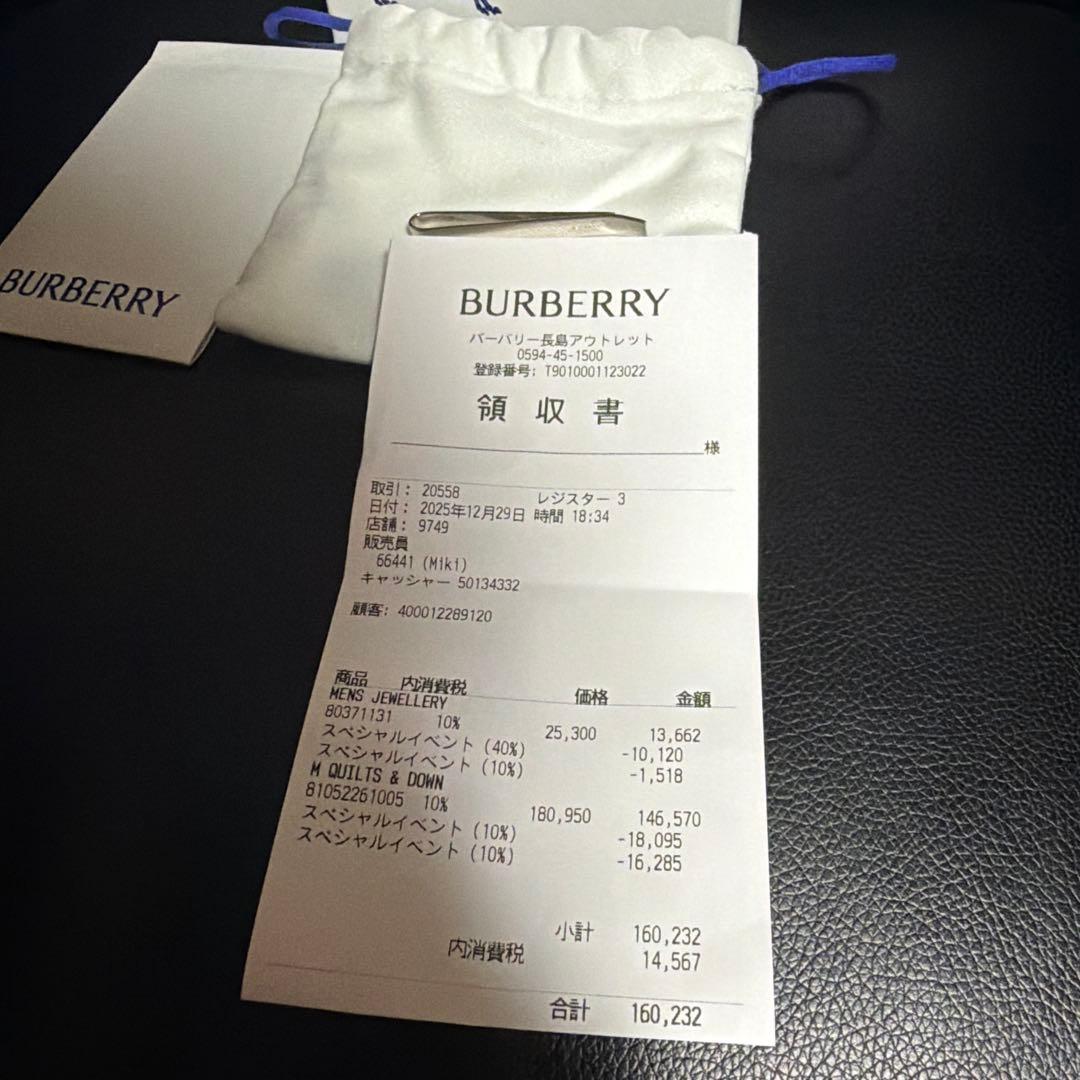 BURBERRY
BURBERRY
バーバリー長島アウトレット
0594-45-1500
登録番号: T9010001123022
領 収 書
様
取引: 20558 レジスター 3
日付: 2025年12月29日 時間 18:34
店舗: 9749
販売員
66441 (Miki)
キャッシャー 50134332
顧客: 400012289120
商品 内消費税 価格 金額
MENS JEWELLERY
80371131 10% 25,300 13,662
スペシャルイベント (40%) -10,120
スペシャルイベント (10%) -1,518
M QUILTS & DOWN
81052261005 10% 180,950 146,570
スペシャルイベント (10%) -18,095
スペシャルイベント (10%) -16,285
小計 160,232
内消費税 14,567
合計 160,232